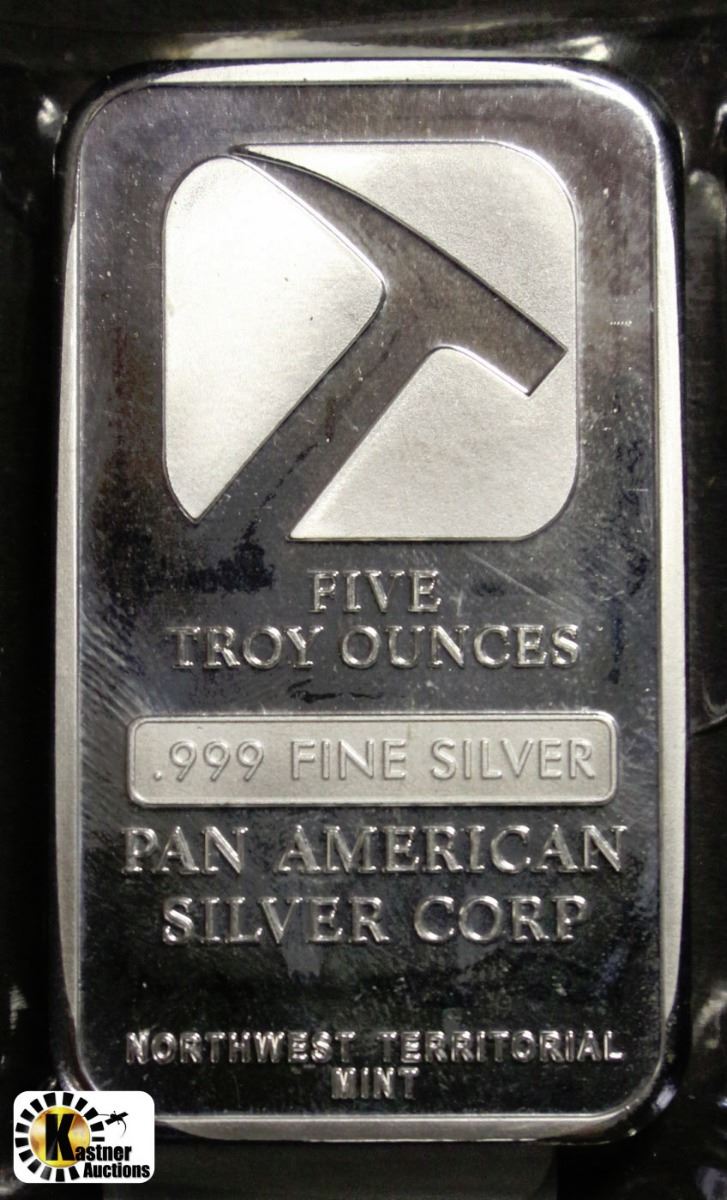 FIVE
TROY OUNCES
.999 FINE SILVER
PAN AMERICAN
SILVER CORP
NORTHWEST TERRITORIAL
MINT
Kastner
Auctions